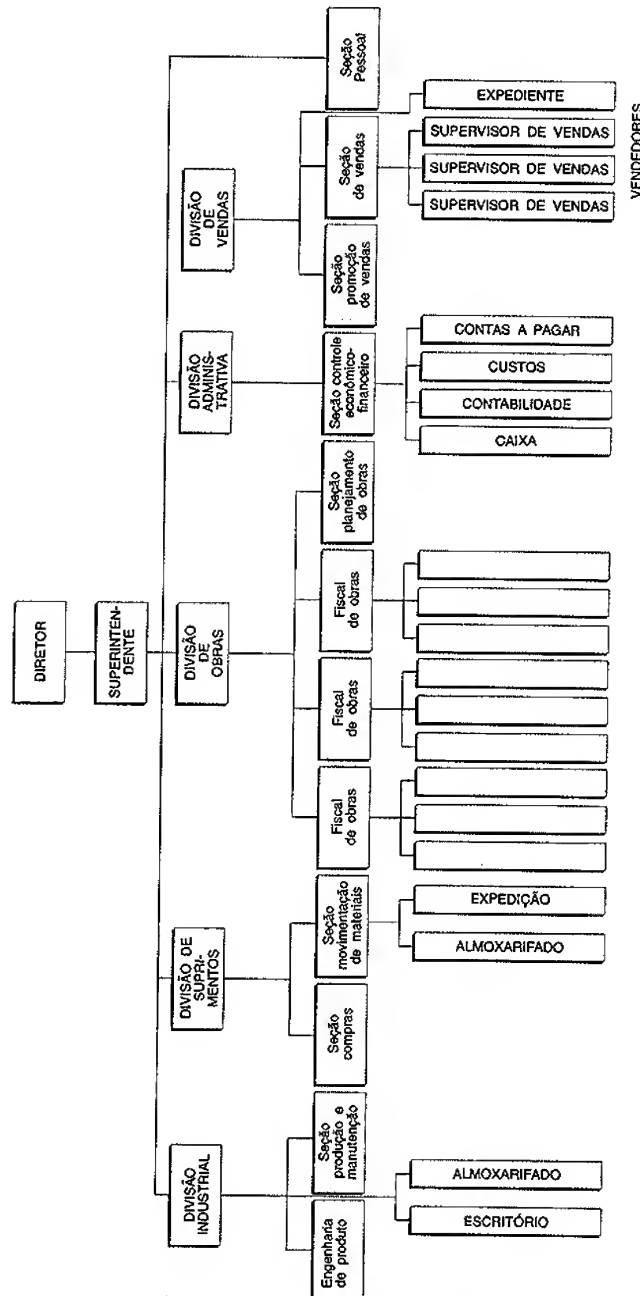 DIRETOR
SUPERINTEN-
DENTE
DIVISÃO
INDUSTRIAL
DIVISÃO DE
SUPRI-
MENTOS
DIVISÃO
DE
OBRAS
DIVISÃO
ADMINIS-
TRATIVA
DIVISÃO
DE
VENDAS
Engenharia
de produto
Seção
produção e
manutenção
Seção
compras
Seção
movimentação
de materiais
Fiscal
de obras
Fiscal
de obras
Fiscal
de obras
Seção
planejamento
de obras
Seção controle
econômico-
financeiro
Seção
promoção
de vendas
Seção
de vendas
Seção
Pessoal
ESCRITÓRIO
ALMOXARIFADO
ALMOXARIFADO
EXPEDIÇÃO
CAIXA
CONTABILIDADE
CUSTOS
CONTAS A PAGAR
SUPERVISOR DE VENDAS
SUPERVISOR DE VENDAS
SUPERVISOR DE VENDAS
EXPEDIENTE
VENDEDORES